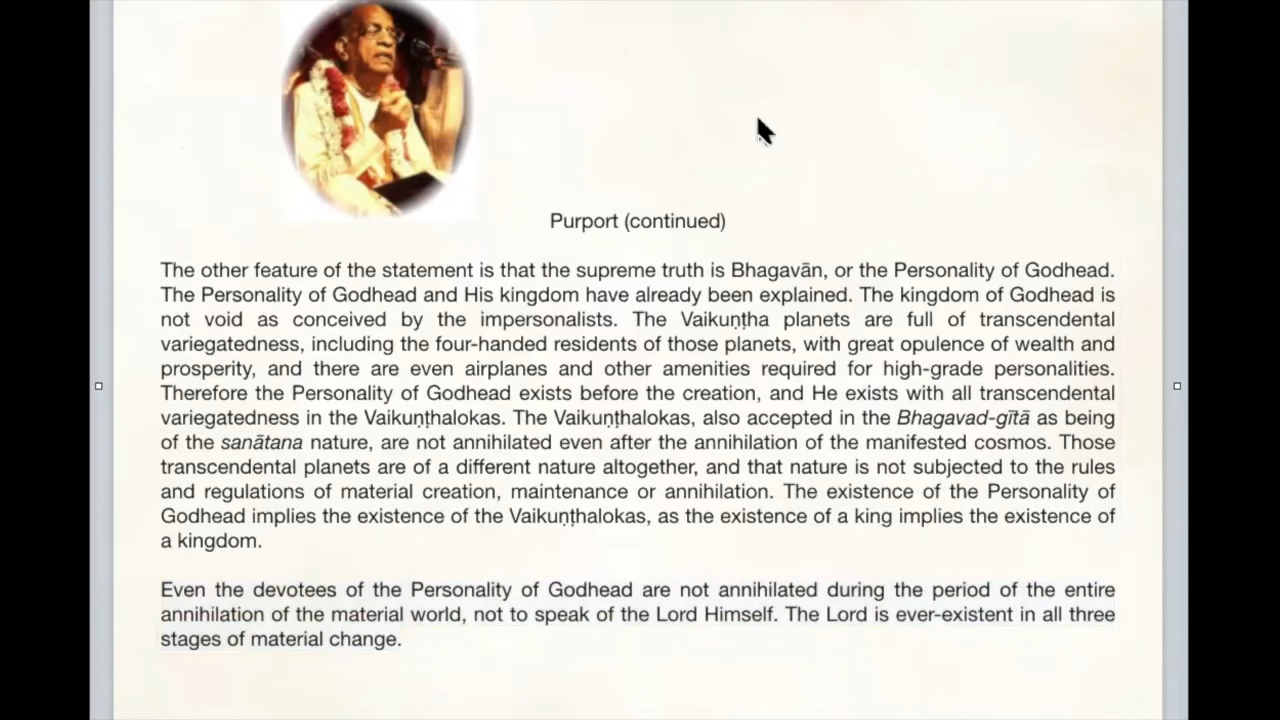 Purport (continued)
The other feature of the statement is that the supreme truth is Bhagavān, or the Personality of Godhead.
The Personality of Godhead and His kingdom have already been explained. The kingdom of Godhead is
not void as conceived by the impersonalists. The Vaikuṇṭha planets are full of transcendental
variegatedness, including the four-handed residents of those planets, with great opulence of wealth and
prosperity, and there are even airplanes and other amenities required for high-grade personalities.
Therefore the Personality of Godhead exists before the creation, and He exists with all transcendental
variegatedness in the Vaikuṇṭhalokas. The Vaikuṇṭhalokas, also accepted in the Bhagavad-gītā as being
of the sanātana nature, are not annihilated even after the annihilation of the manifested cosmos. Those
transcendental planets are of a different nature altogether, and that nature is not subjected to the rules
and regulations of material creation, maintenance or annihilation. The existence of the Personality of
Godhead implies the existence of the Vaikuṇṭhalokas, as the existence of a king implies the existence of
a kingdom.
Even the devotees of the Personality of Godhead are not annihilated during the period of the entire
annihilation of the material world, not to speak of the Lord Himself. The Lord is ever-existent in all three
stages of material change.